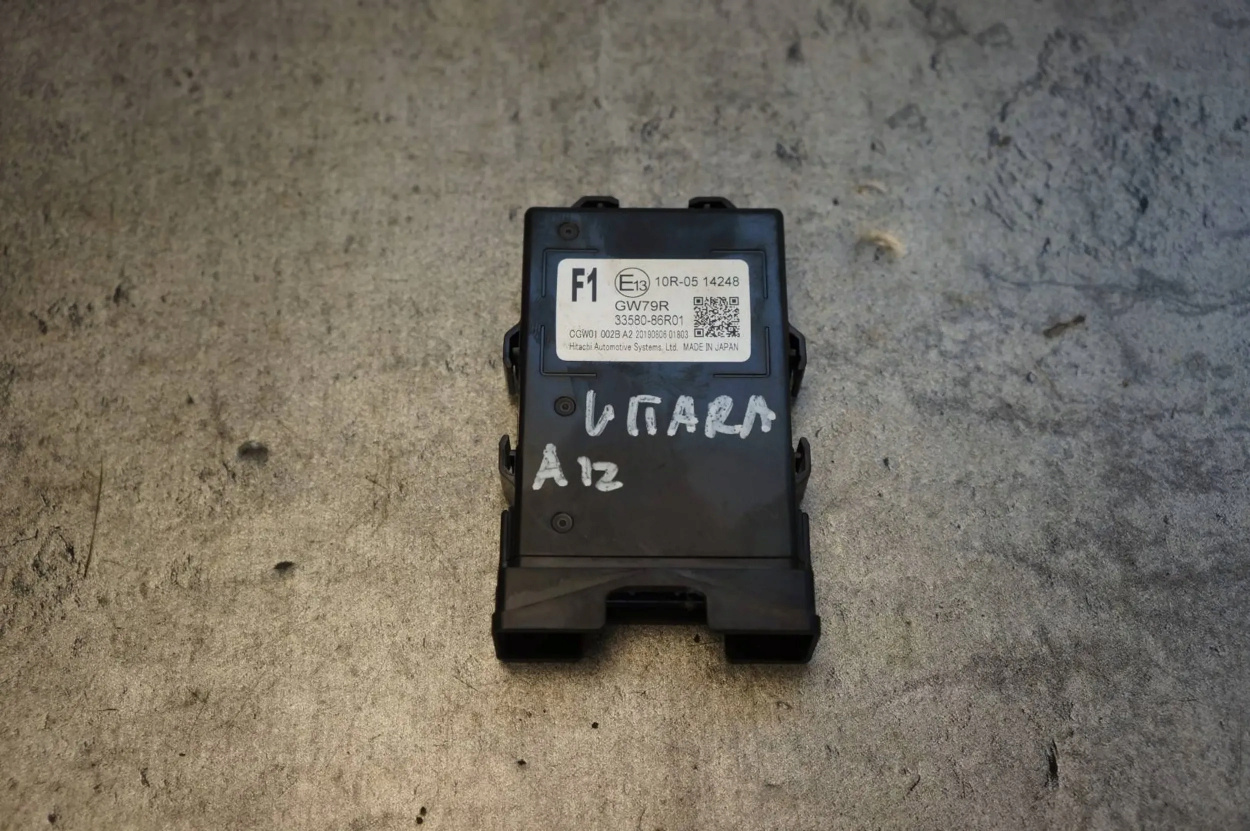 F1 E13 10R-05 14248
GW79R
33580-86R01
CGW01 002B A2 20190806 01803
Hitachi Automotive Systems, Ltd. MADE IN JAPAN
VITARA
A12